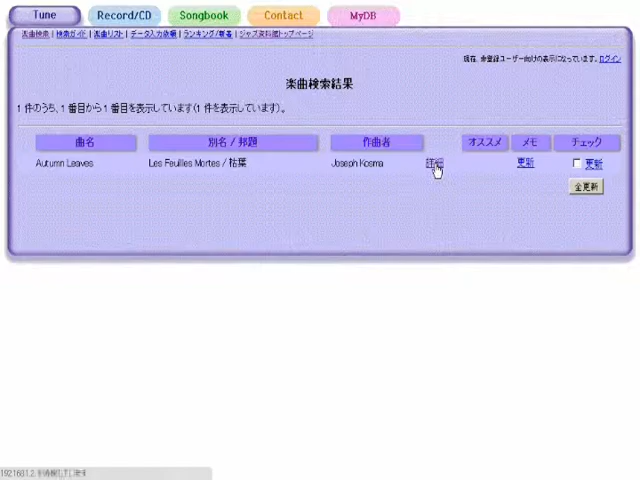 Tune Record/CD Songbook Contact MyDB
楽曲検索 | 検索ガイド | 楽曲リスト | データ入力依頼 | ランキング/新着 | ジャズ資料館トップページ
現在、非登録ユーザー向けの表示になっています。ログイン
楽曲検索結果
1 件のうち、1 番目から 1 番目を表示しています(1 件を表示しています)。
曲名 別名 / 邦題 作曲者 オススメ メモ チェック
Autumn Leaves Les Feuilles Mortes / 枯葉 Joseph Kosma 詳細 更新 更新
全更新